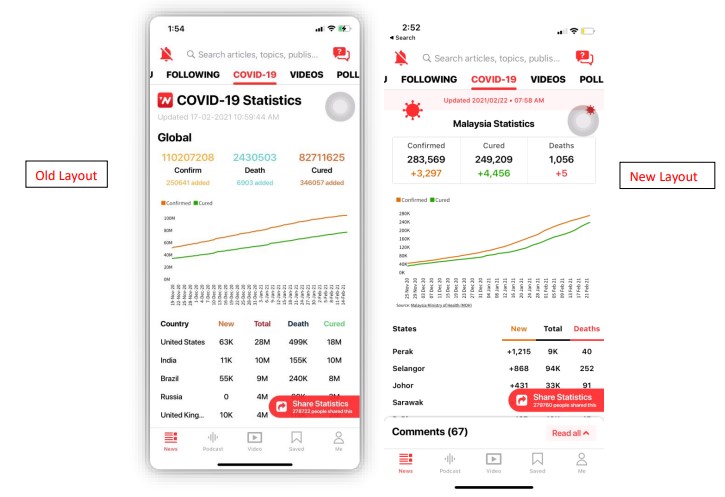 Old Layout
1:54
Search articles, topics, publis...
FOLLOWING COVID-19 VIDEOS POLL
COVID-19 Statistics
Updated 17-02-2021 10:59:44 AM
Global
110207208 2430503 82711625
Confirm Death Cured
250641 added 6903 added 346057 added
Confirmed Cured
100M
80M
60M
40M
20M
0M
Country New Total Death Cured
United States 63K 28M 499K 18M
India 11K 10M 155K 10M
Brazil 55K 9M 240K 8M
Russia 0 4M
United King... 10K 4M
Share Statistics
279722 people shared this
News Podcast Video Saved Me
2:52
Search
Search articles, topics, publis...
FOLLOWING COVID-19 VIDEOS POLL
Updated 2021/02/22 • 07:58 AM
Malaysia Statistics
Confirmed Cured Deaths
283,569 249,209 1,056
+3,297 +4,456 +5
Confirmed Cured
280K
240K
200K
160K
120K
80K
40K
0K
Source: Malaysia Ministry of Health (MOH)
States New Total Deaths
Perak +1,215 9K 40
Selangor +868 94K 252
Johor +431 33K 91
Sarawak
Share Statistics
279760 people shared this
Comments (67) Read all
News Podcast Video Saved Me
New Layout